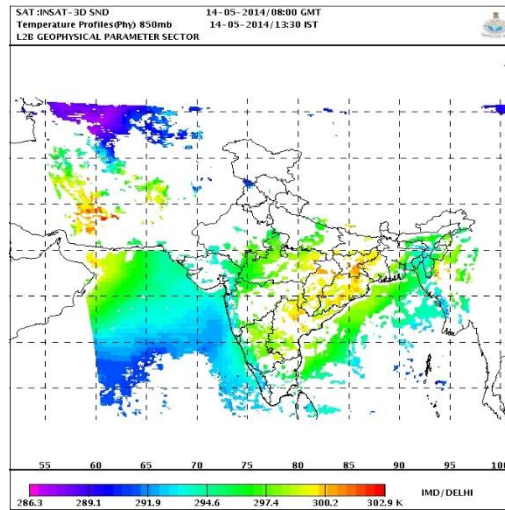 SAT :INSAT-3D SND 14-05-2014/08:00 GMT
Temperature Profiles(Phy) 850mb 14-05-2014/13:30 IST
L2B GEOPHYSICAL PARAMETER SECTOR
55 60 65 70 75 80 85 90 95 100
286.3 289.1 291.9 294.6 297.4 300.2 302.9 K IMD/DELHI